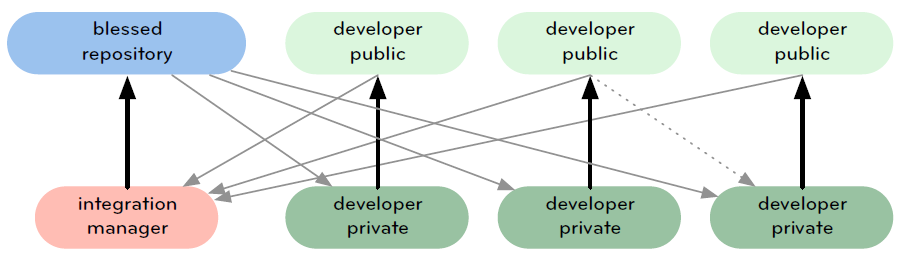 blessed
repository
developer
public
developer
public
developer
public
integration
manager
developer
private
developer
private
developer
private